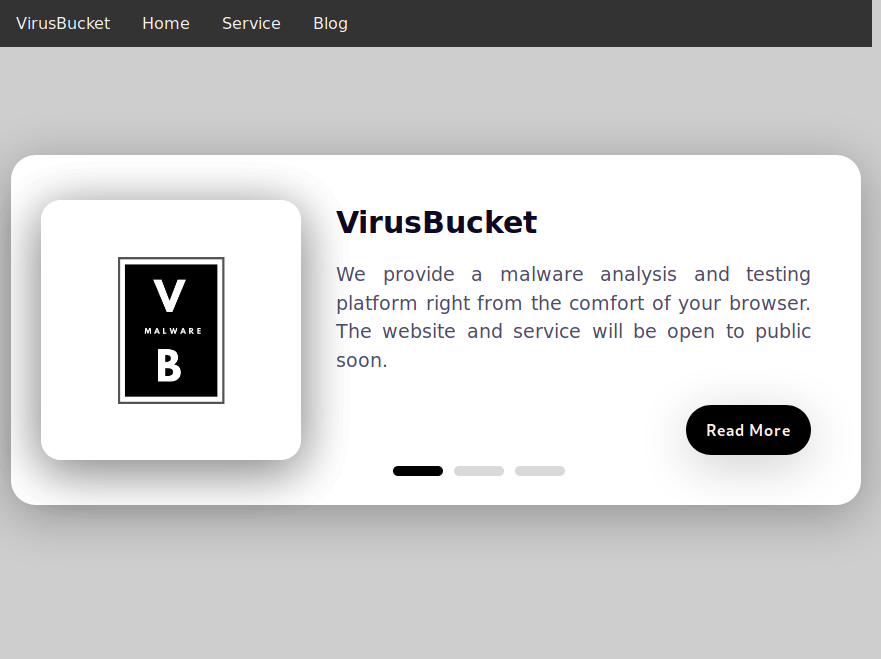 VirusBucket Home Service Blog
VirusBucket
We provide a malware analysis and testing
platform right from the comfort of your browser.
The website and service will be open to public
soon.
V
MALWARE
B
Read More